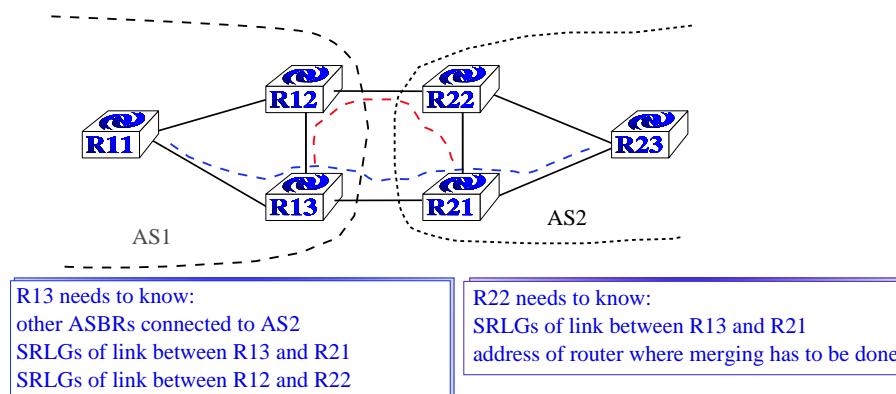 R12
R22
R11
R23
R13
R21
AS1
AS2
R13 needs to know:
other ASBRs connected to AS2
SRLGs of link between R13 and R21
SRLGs of link between R12 and R22
R22 needs to know:
SRLGs of link between R13 and R21
address of router where merging has to be done